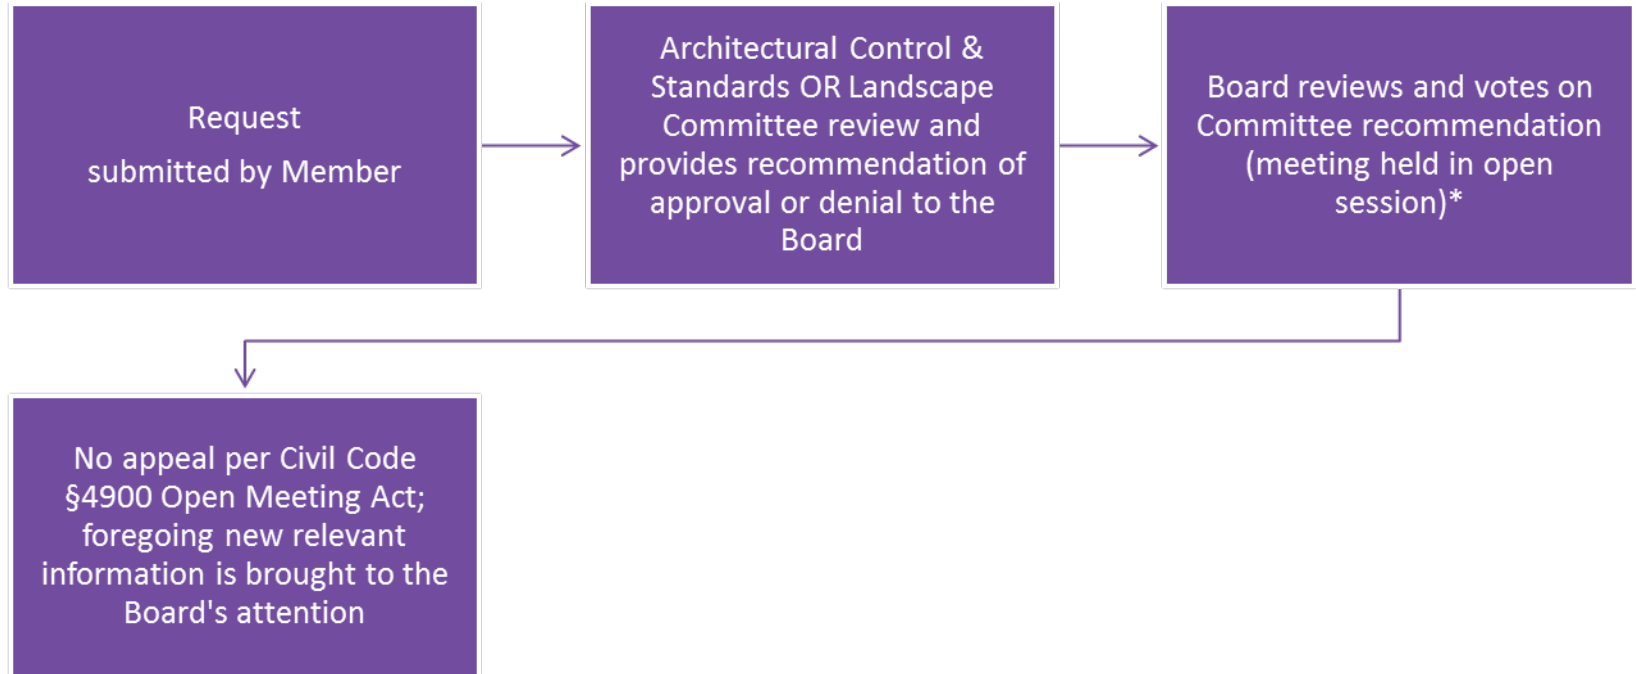 Request
submitted by Member
Architectural Control &
Standards OR Landscape
Committee review and
provides recommendation of
approval or denial to the
Board
Board reviews and votes on
Committee recommendation
(meeting held in open
session)*
No appeal per Civil Code
§4900 Open Meeting Act;
foregoing new relevant
information is brought to the
Board's attention